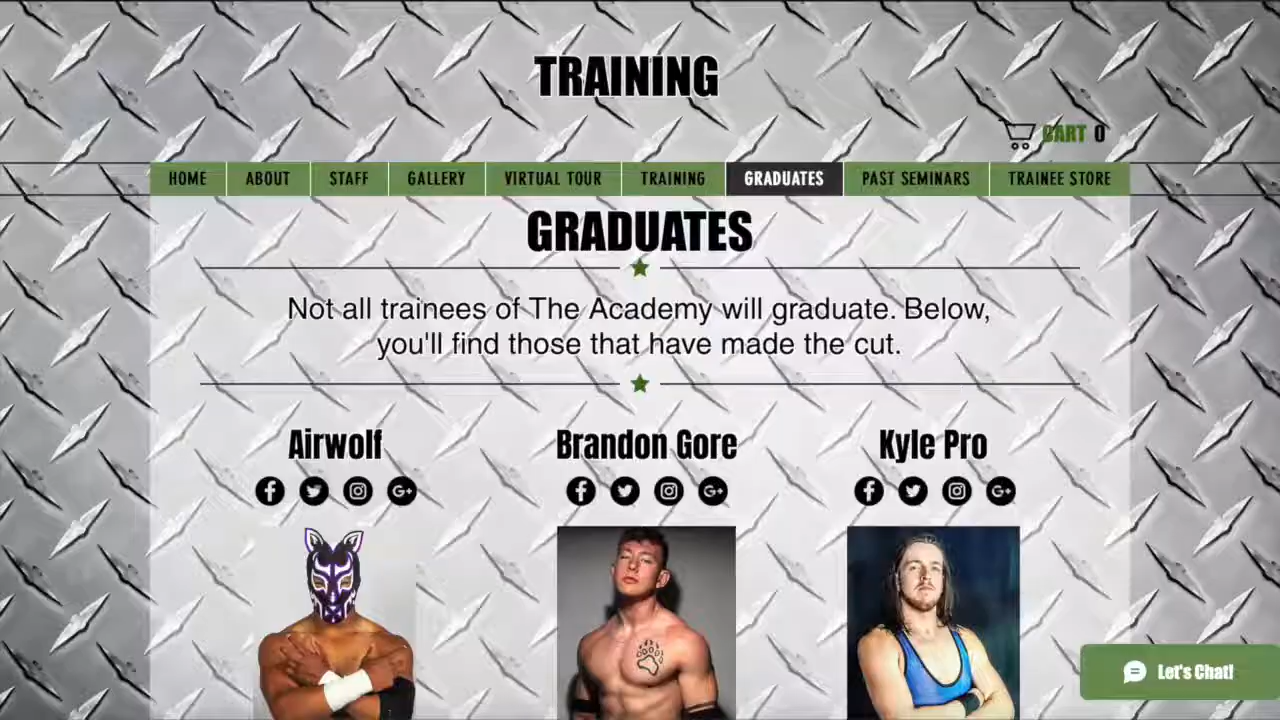 TRAINING
CART 0
HOME ABOUT STAFF GALLERY VIRTUAL TOUR TRAINING GRADUATES PAST SEMINARS TRAINEE STORE
GRADUATES
Not all trainees of The Academy will graduate. Below,
you'll find those that have made the cut.
Airwolf Brandon Gore Kyle Pro
Let's Chat!